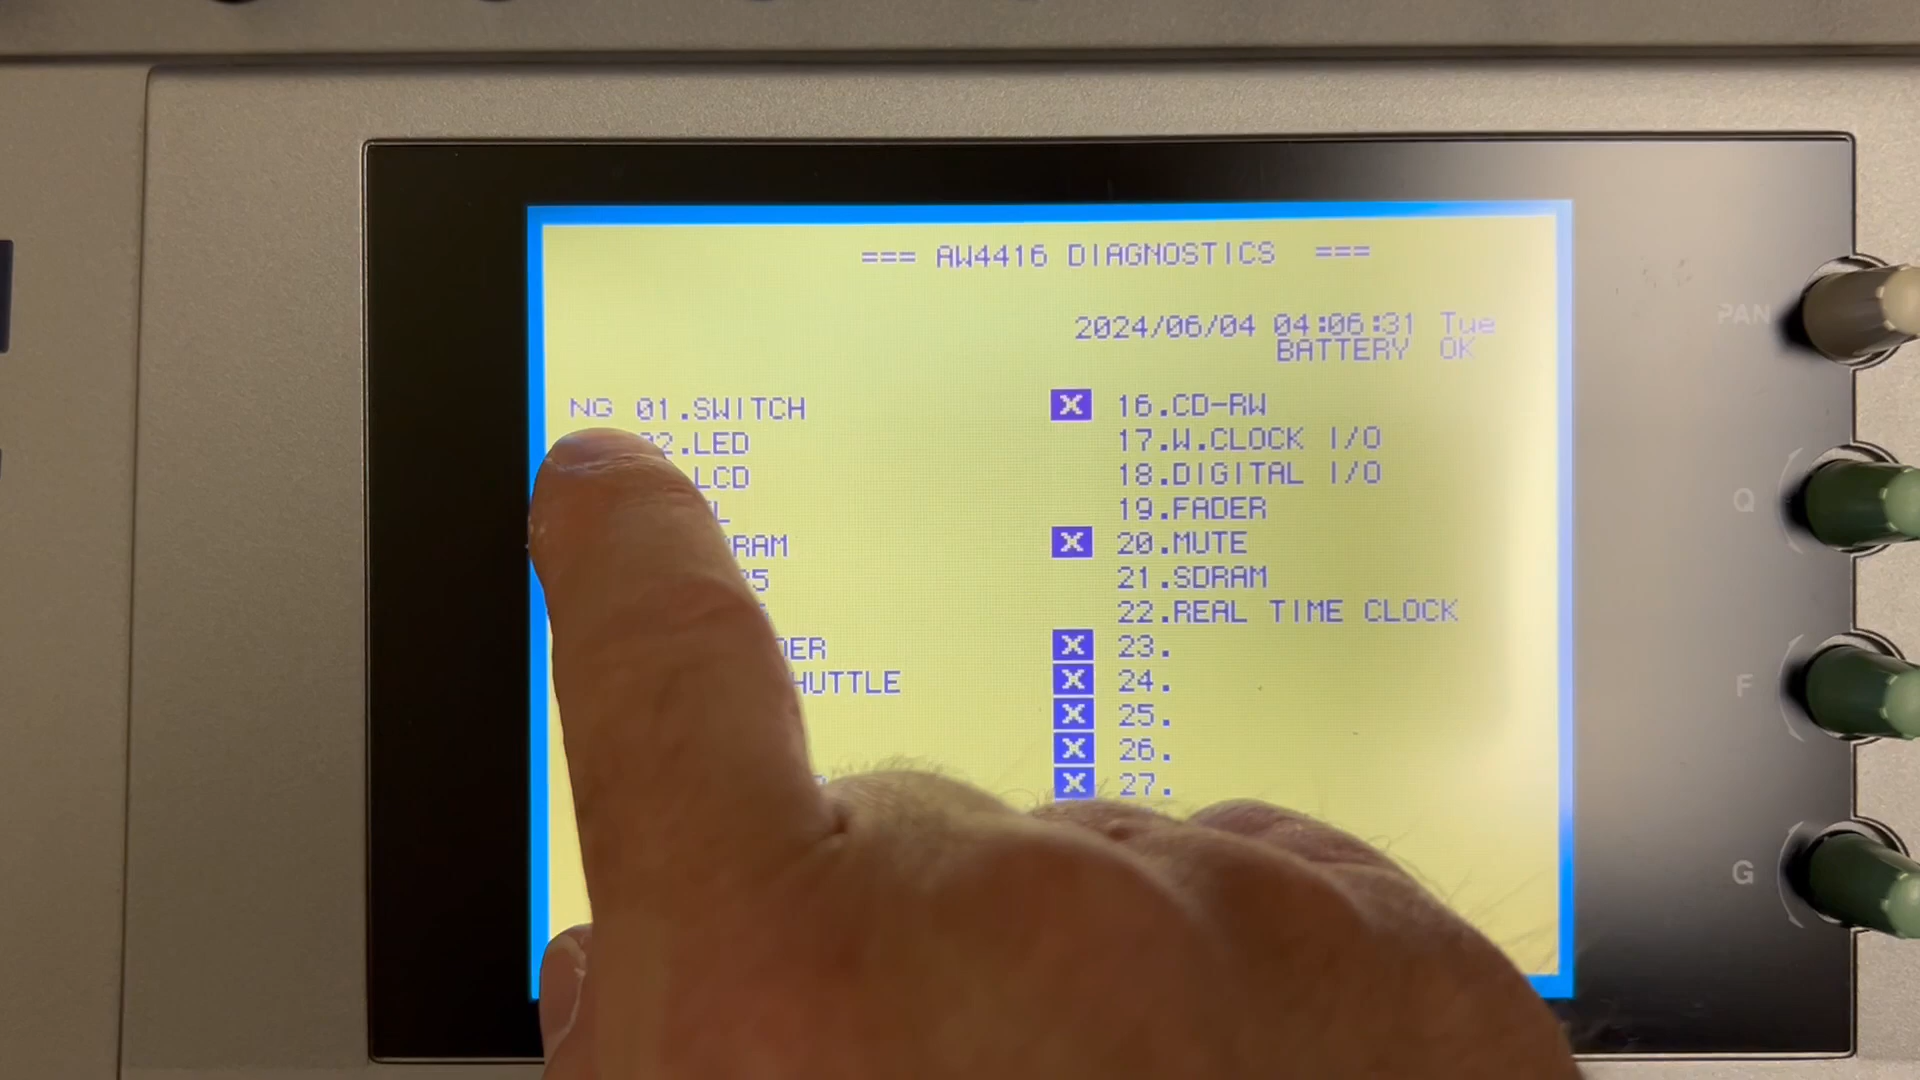 === AW4416 DIAGNOSTICS ===
2024/06/04 04:06:31 Tue
BATTERY OK
NG 01.SWITCH
02.LED
LCD
HUTTLE
X 16.CD-RW
17.W.CLOCK I/O
18.DIGITAL I/O
19.FADER
X 20.MUTE
21.SDRAM
22.REAL TIME CLOCK
X 23.
X 24.
X 25.
X 26.
X 27.
PAN
Q
F
G